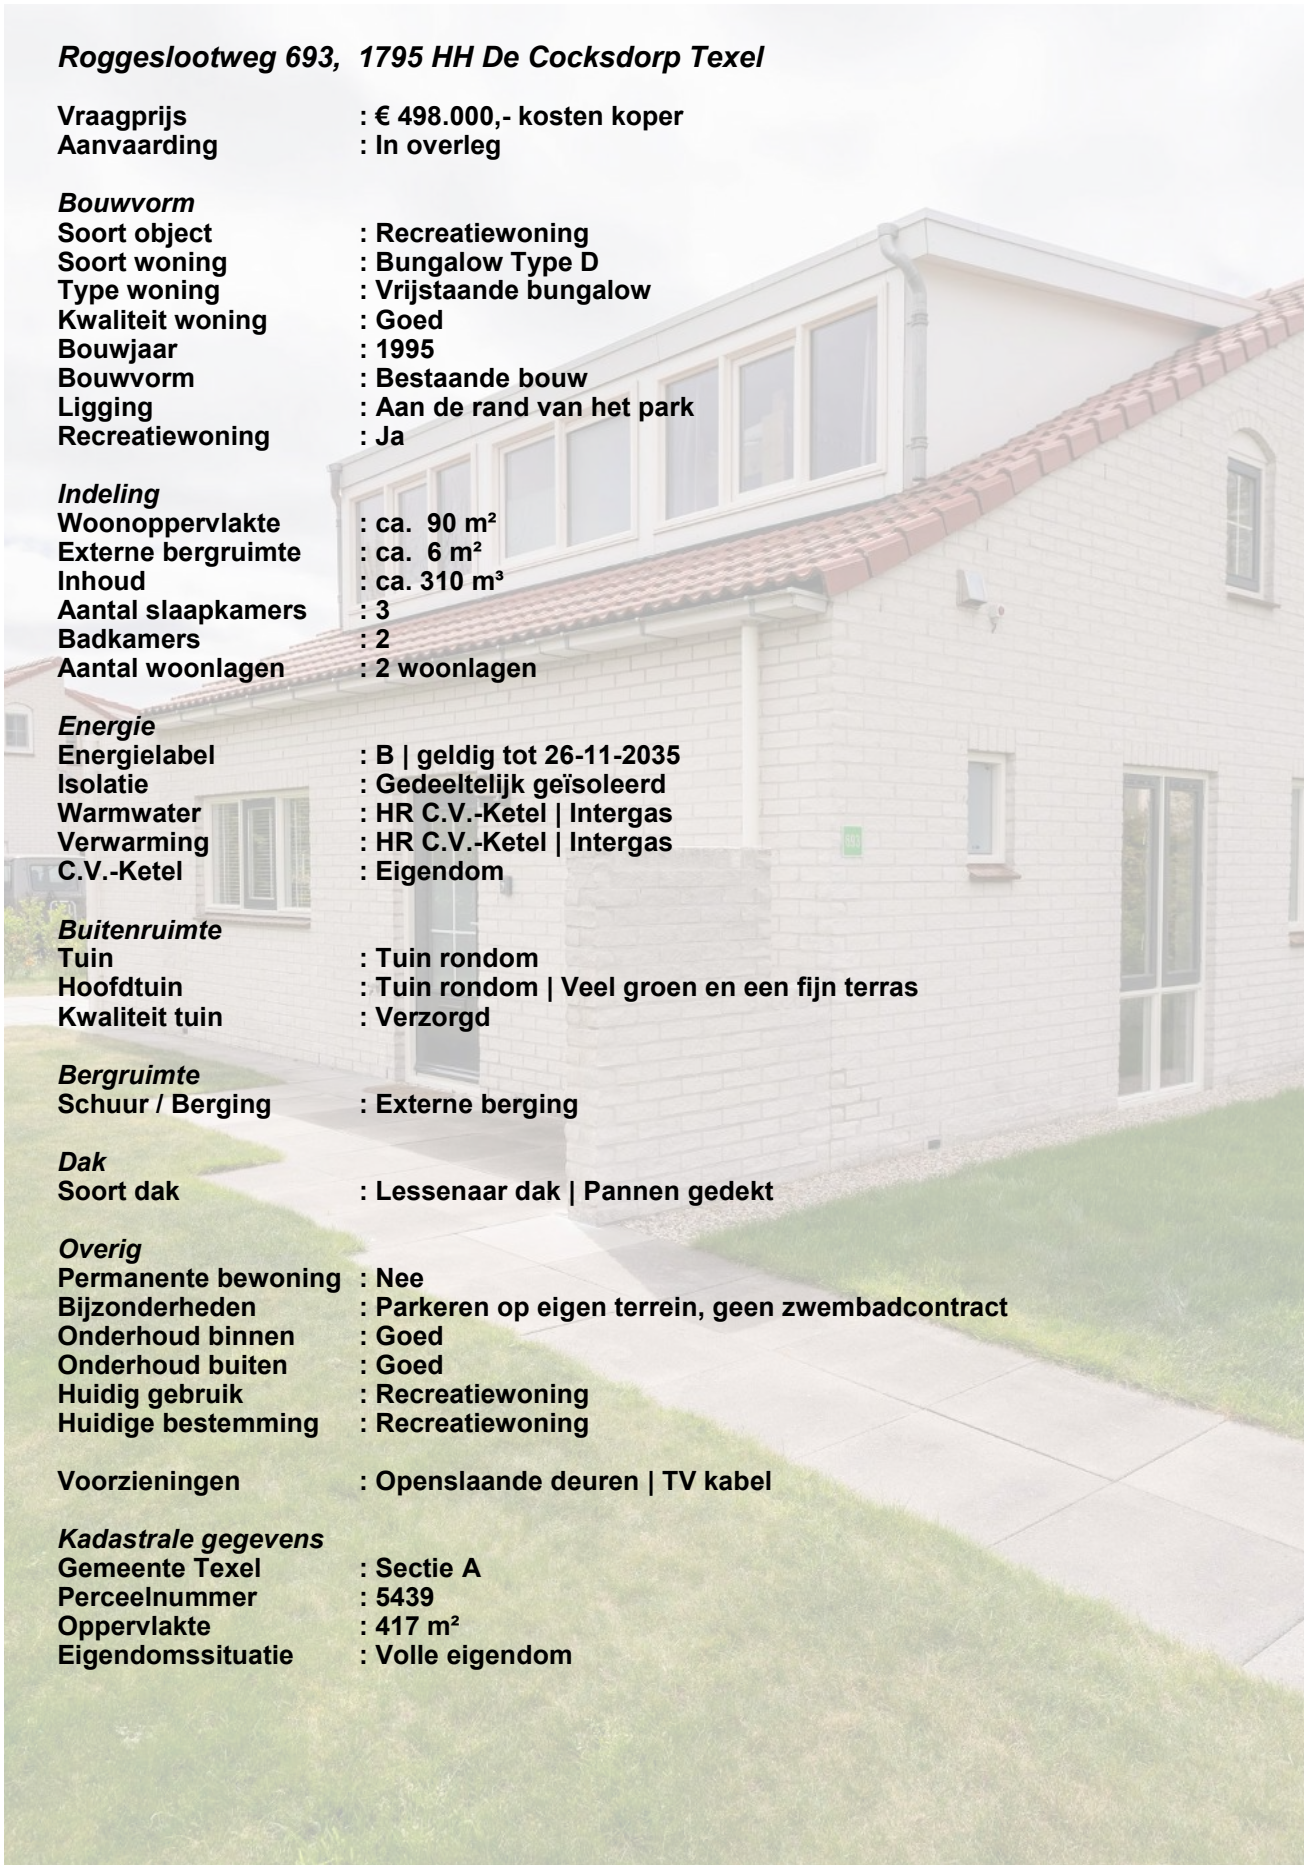 Roggeslootweg 693, 1795 HH De Cocksdorp Texel
Vraagprijs : € 498.000,- kosten koper
Aanvaarding : In overleg
Bouwvorm
Soort object : Recreatiewoning
Soort woning : Bungalow Type D
Type woning : Vrijstaande bungalow
Kwaliteit woning : Goed
Bouwjaar : 1995
Bouwvorm : Bestaande bouw
Ligging : Aan de rand van het park
Recreatiewoning : Ja
Indeling
Woonoppervlakte : ca. 90 m²
Externe bergruimte : ca. 6 m²
Inhoud : ca. 310 m³
Aantal slaapkamers : 3
Badkamers : 2
Aantal woonlagen : 2 woonlagen
Energie
Energielabel : B | geldig tot 26-11-2035
Isolatie : Gedeeltelijk geïsoleerd
Warmwater : HR C.V.-Ketel | Intergas
Verwarming : HR C.V.-Ketel | Intergas
693
C.V.-Ketel : Eigendom
Buitenruimte
Tuin : Tuin rondom
Hoofdtuin : Tuin rondom | Veel groen en een fijn terras
Kwaliteit tuin : Verzorgd
Bergruimte
Schuur / Berging : Externe berging
Dak
Soort dak : Lessenaar dak | Pannen gedekt
Overig
Permanente bewoning : Nee
Bijzonderheden : Parkeren op eigen terrein, geen zwembadcontract
Onderhoud binnen : Goed
Onderhoud buiten : Goed
Huidig gebruik : Recreatiewoning
Huidige bestemming : Recreatiewoning
Voorzieningen : Openslaande deuren | TV kabel
Kadastrale gegevens
Gemeente Texel : Sectie A
Perceelnummer : 5439
Oppervlakte : 417 m²
Eigendomssituatie : Volle eigendom